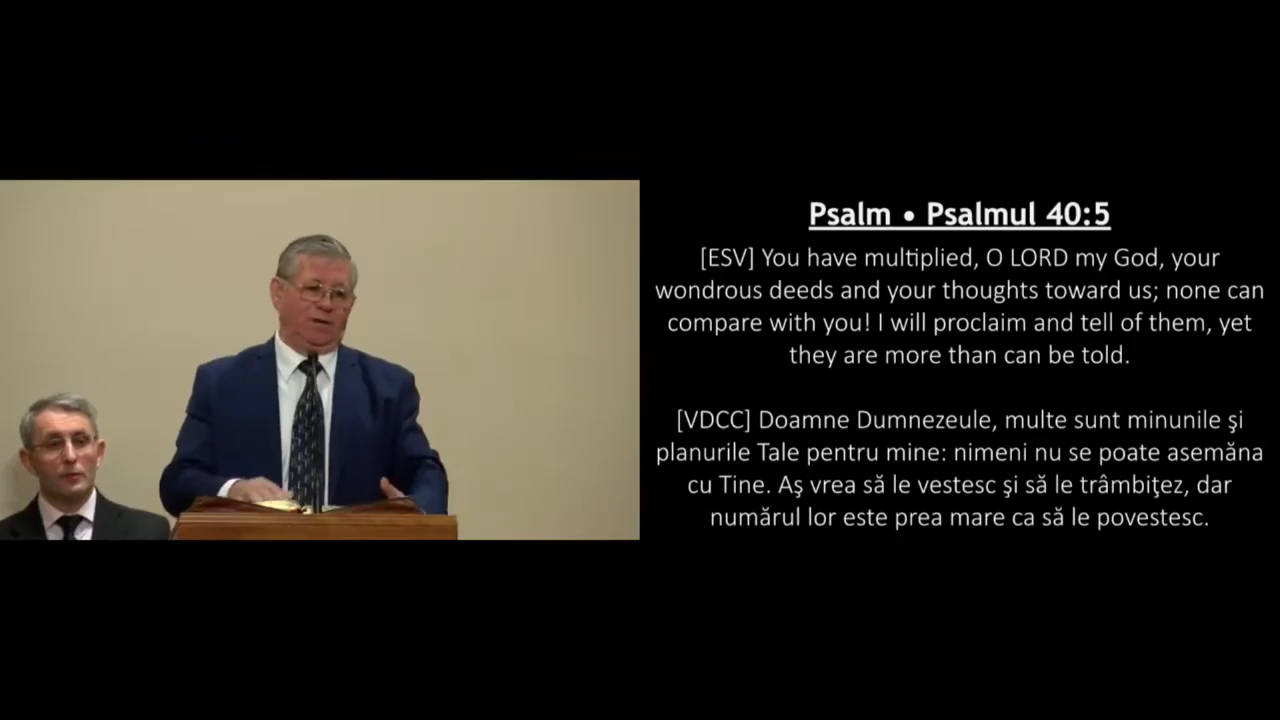 Psalm • Psalmul 40:5
[ESV] You have multiplied, O LORD my God, your
wondrous deeds and your thoughts toward us; none can
compare with you! I will proclaim and tell of them, yet
they are more than can be told.
[VDCC] Doamne Dumnezeule, multe sunt minunile şi
planurile Tale pentru mine: nimeni nu se poate asemăna
cu Tine. Aş vrea să le vestesc şi să le trâmbiţez, dar
numărul lor este prea mare ca să le povestesc.